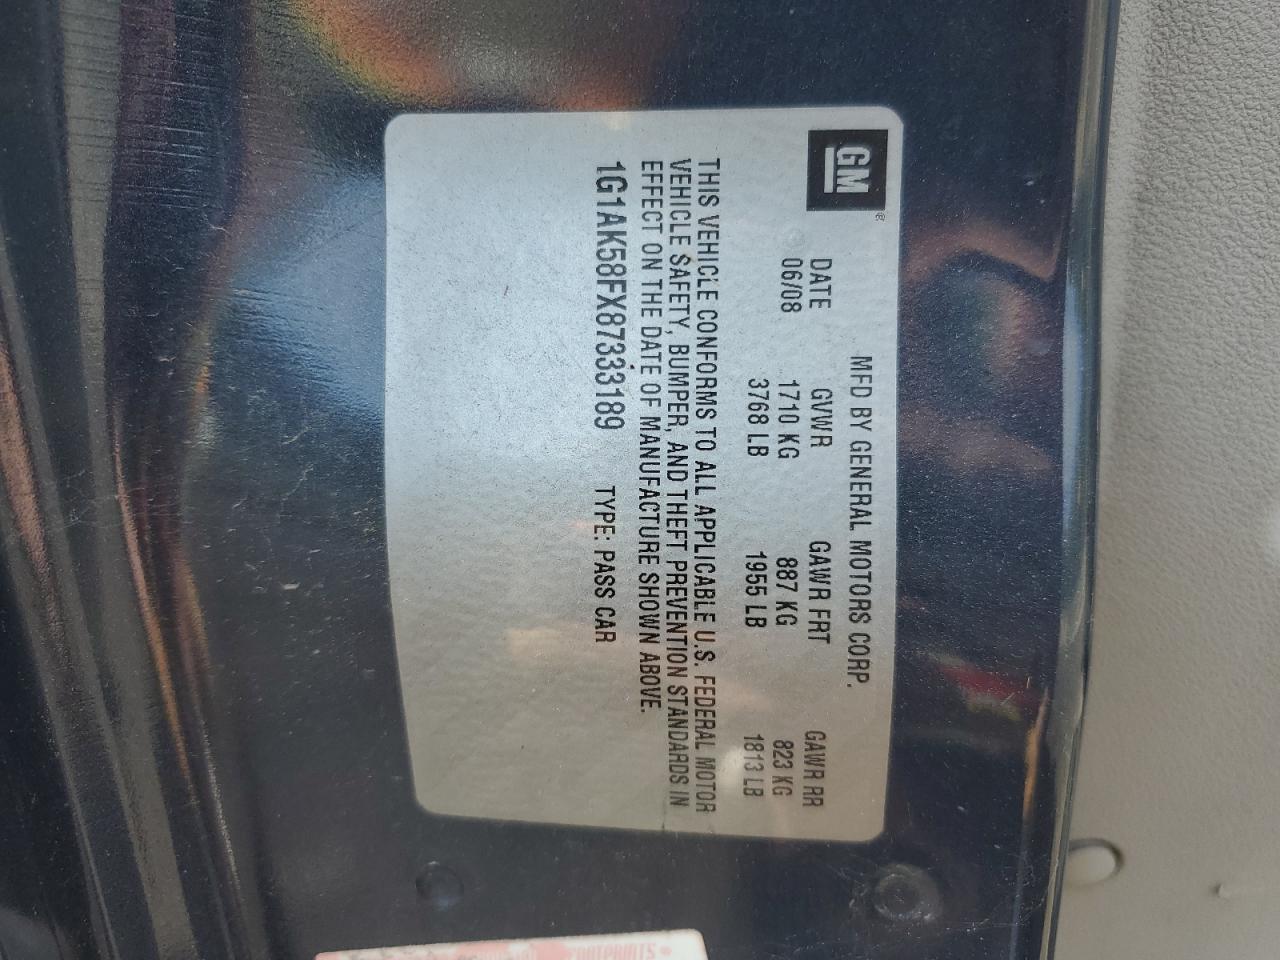 GM®
MFD BY GENERAL MOTORS CORP.
DATE GVWR GAWR FRT GAWR RR
06/08 1710 KG 887 KG 823 KG
3768 LB 1955 LB 1813 LB
THIS VEHICLE CONFORMS TO ALL APPLICABLE U.S. FEDERAL MOTOR
VEHICLE SAFETY, BUMPER, AND THEFT PREVENTION STANDARDS IN
EFFECT ON THE DATE OF MANUFACTURE SHOWN ABOVE.
1G1AK58FX87333189 TYPE: PASS CAR
FOOTPRINTS